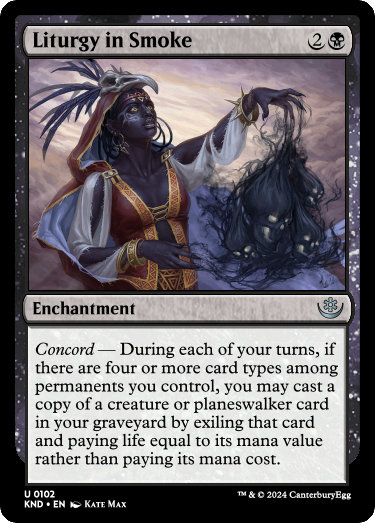 Liturgy in Smoke 2
Enchantment
Concord — During each of your turns, if
there are four or more card types among
permanents you control, you may cast a
copy of a creature or planeswalker card
in your graveyard by exiling that card
and paying life equal to its mana value
rather than paying its mana cost.
U 0102
KND • EN Kate Max
™ & © 2024 CanterburyEgg